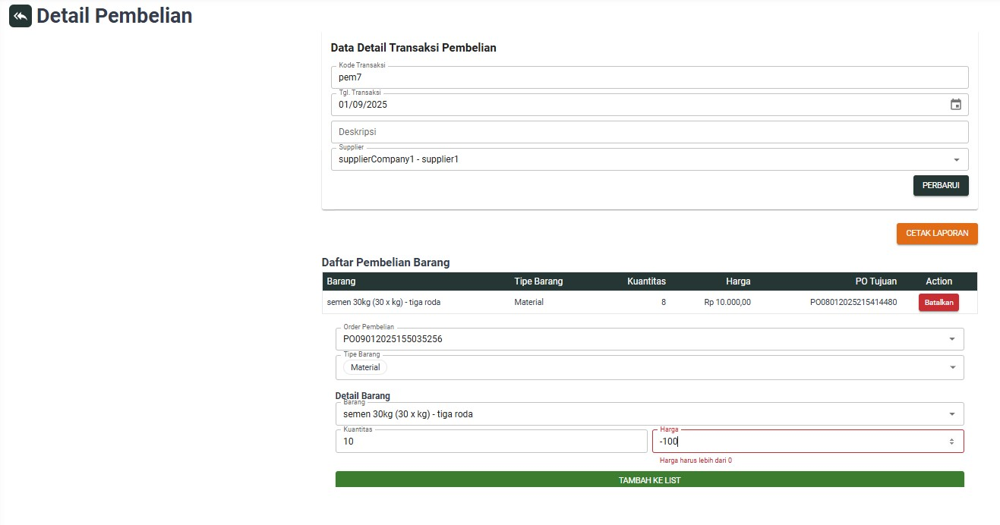 Detail Pembelian
Data Detail Transaksi Pembelian
Kode Transaksi
pem7
Tgl. Transaksi
01/09/2025
Deskripsi
Supplier
supplierCompany1 - supplier1
PERBARUI
CETAK LAPORAN
Daftar Pembelian Barang
Barang Tipe Barang Kuantitas Harga PO Tujuan Action
semen 30kg (30 x kg) - tiga roda Material 8 Rp 10.000,00 PO08012025215414480 Batalkan
Order Pembelian
PO09012025155035256
Tipe Barang
Material
Detail Barang
Barang
semen 30kg (30 x kg) - tiga roda
Kuantitas Harga
10 -100
Harga harus lebih dari 0
TAMBAH KE LIST